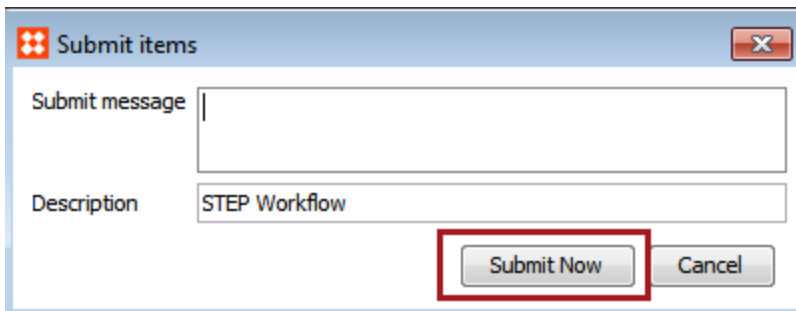 Submit items
Submit message
Description STEP Workflow
Submit Now Cancel